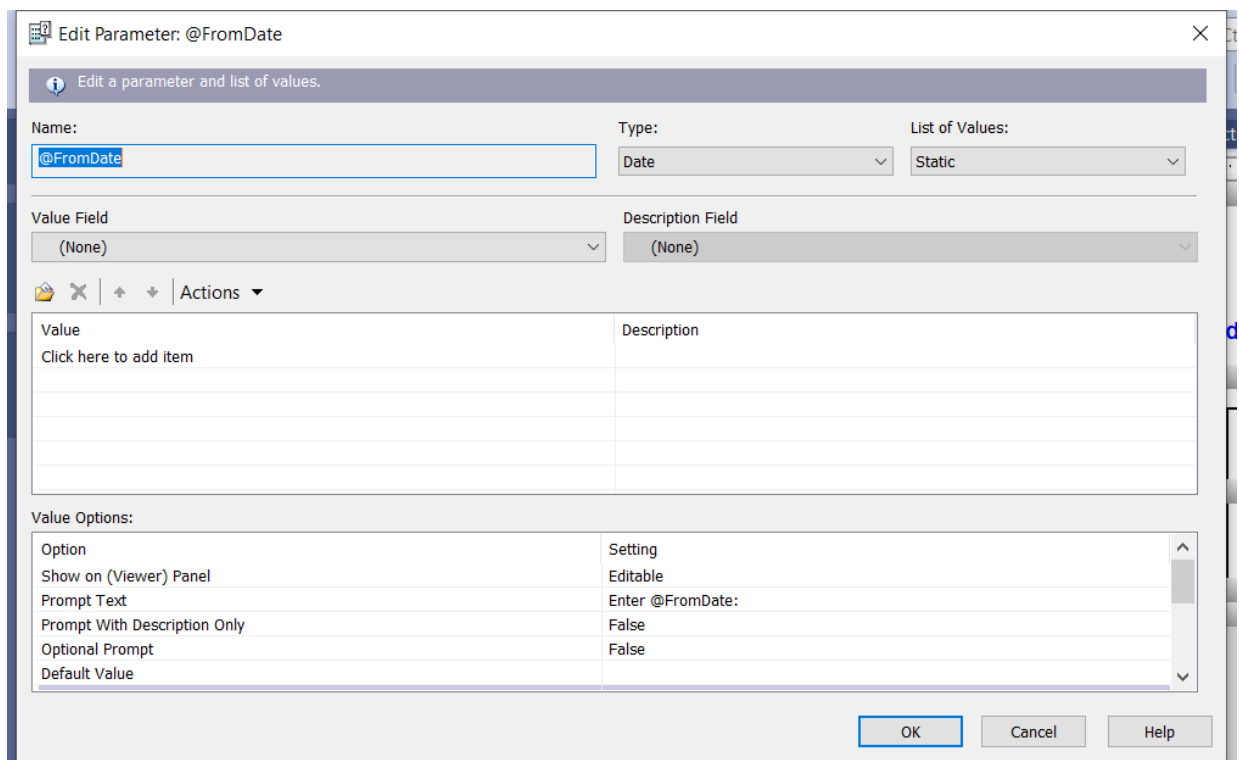 Edit Parameter: @FromDate
Edit a parameter and list of values.
Name: Type: List of Values:
@FromDate Date Static
Value Field Description Field
(None) (None)
Actions
Value Description
Click here to add item
Value Options:
Option Setting
Show on (Viewer) Panel Editable
Prompt Text Enter @FromDate:
Prompt With Description Only False
Optional Prompt False
Default Value
OK Cancel Help